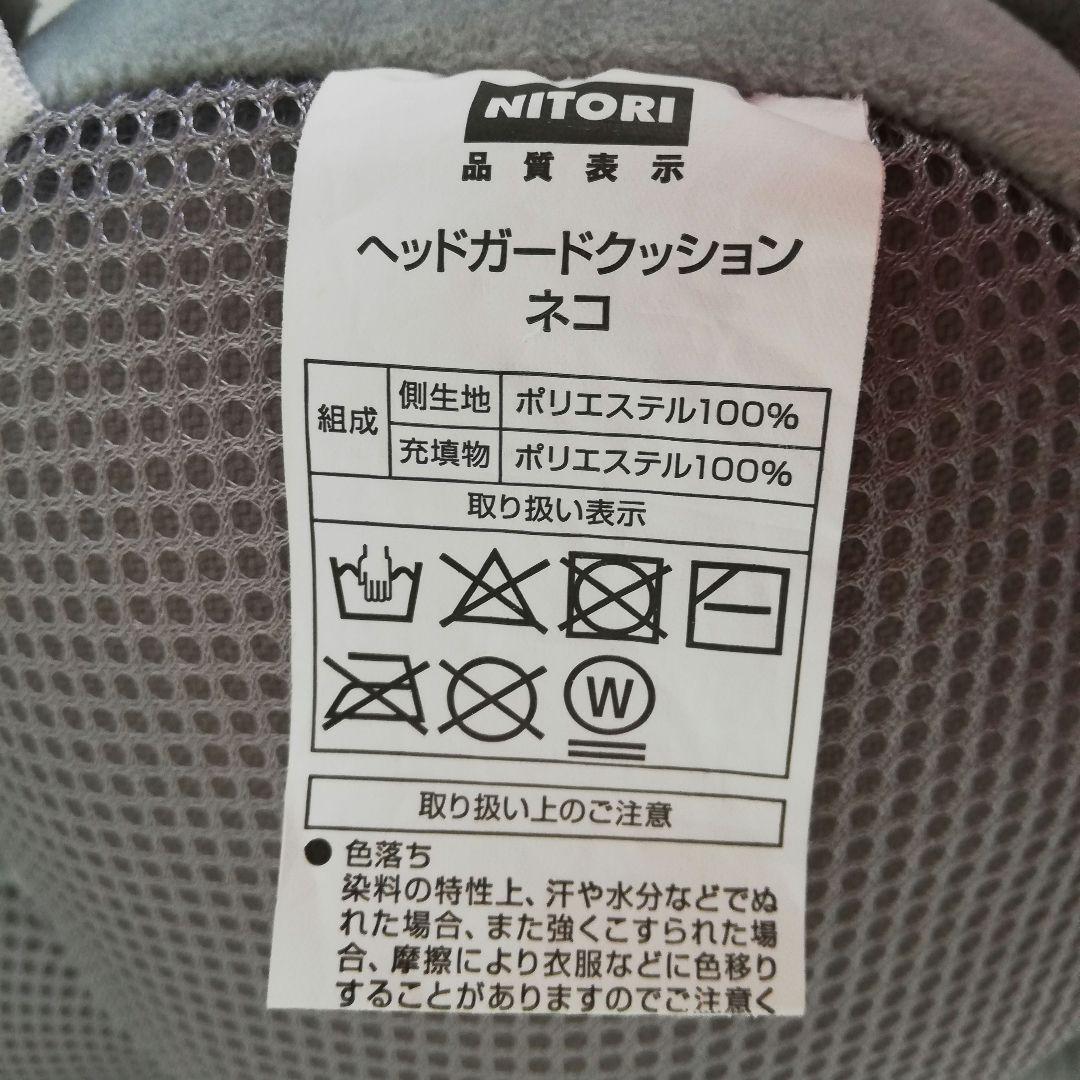 NITORI
品質表示
ヘッドガードクッション
ネコ
組成 側生地 ポリエステル100%
充填物 ポリエステル100%
取り扱い表示
W
取り扱い上のご注意
● 色落ち
染料の特性上、汗や水分などでぬ
れた場合、また強くこすられた場
合、摩擦により衣服などに色移り
することがありますのでご注意く